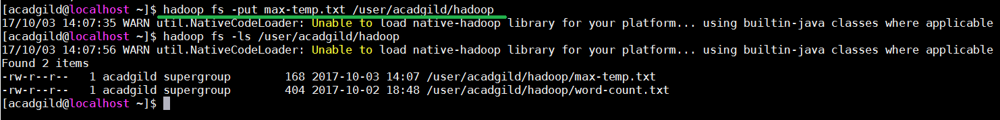 [acadgild@localhost ~]$ hadoop fs -put max-temp.txt /user/acadgild/hadoop
17/10/03 14:07:35 WARN util.NativeCodeLoader: Unable to load native-hadoop library for your platform... using builtin-java classes where applicable
[acadgild@localhost ~]$ hadoop fs -ls /user/acadgild/hadoop
17/10/03 14:07:56 WARN util.NativeCodeLoader: Unable to load native-hadoop library for your platform... using builtin-java classes where applicable
Found 2 items
-rw-r--r--   1 acadgild supergroup        168 2017-10-03 14:07 /user/acadgild/hadoop/max-temp.txt
-rw-r--r--   1 acadgild supergroup        404 2017-10-02 18:48 /user/acadgild/hadoop/word-count.txt
[acadgild@localhost ~]$